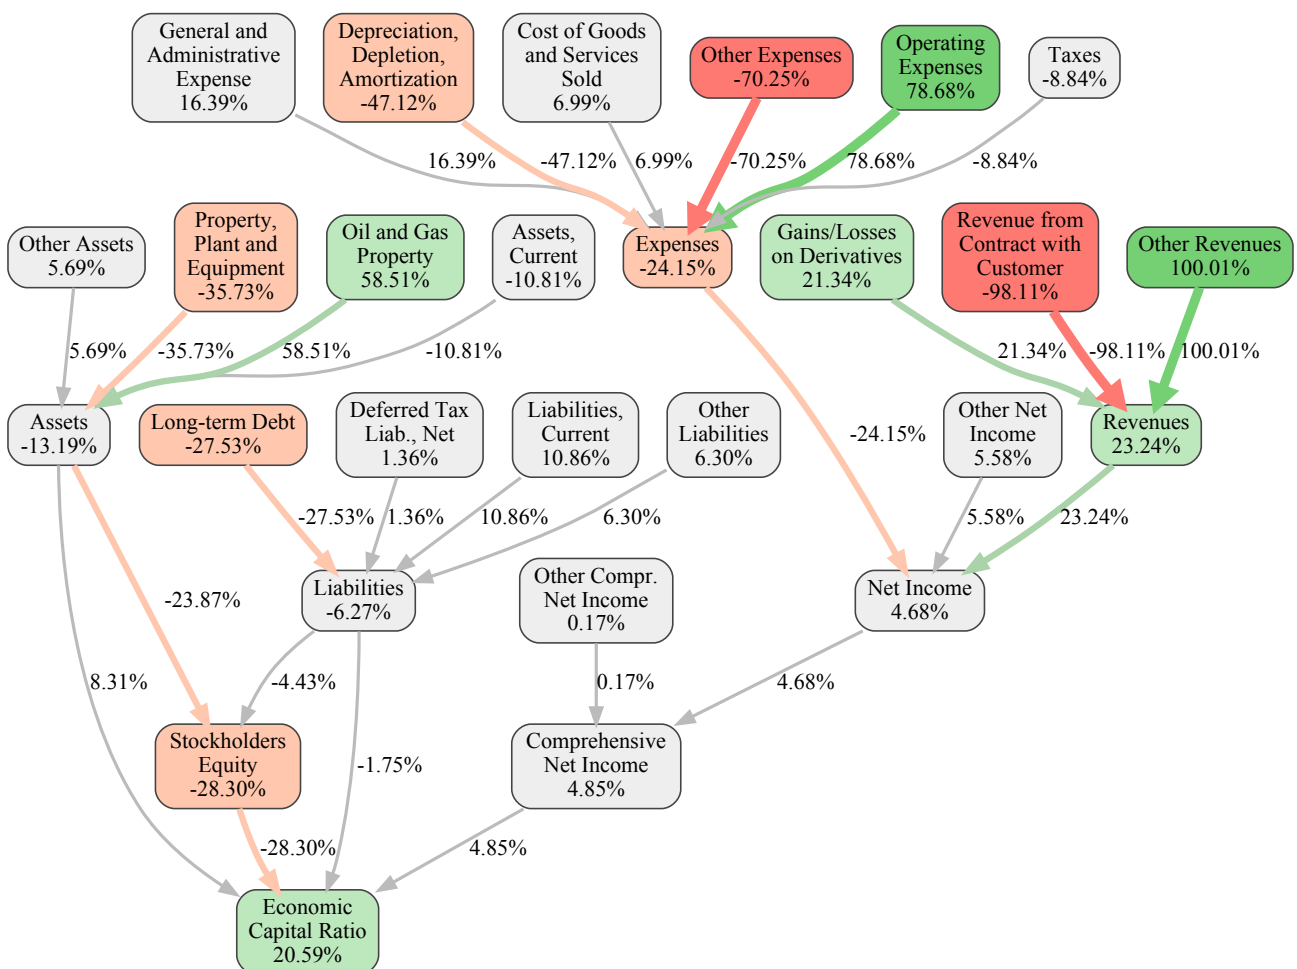 General and
Administrative
Expense
16.39%
Depreciation,
Depletion,
Amortization
-47.12%
Cost of Goods
and Services
Sold
6.99%
Other Expenses
-70.25%
Operating
Expenses
78.68%
Taxes
-8.84%
16.39%
-47.12%
6.99%
-70.25%
78.68%
-8.84%
Other Assets
5.69%
Property,
Plant and
Equipment
-35.73%
Oil and Gas
Property
58.51%
Assets,
Current
-10.81%
Expenses
-24.15%
Gains/Losses
on Derivatives
21.34%
Revenue from
Contract with
Customer
-98.11%
Other Revenues
100.01%
5.69%
-35.73%
58.51%
-10.81%
21.34%
-98.11%
100.01%
Assets
-13.19%
Long-term Debt
-27.53%
Deferred Tax
Liab., Net
1.36%
Liabilities,
Current
10.86%
Other
Liabilities
6.30%
-24.15%
Other Net
Income
5.58%
Revenues
23.24%
-27.53%
1.36%
10.86%
6.30%
5.58%
23.24%
-23.87%
Liabilities
-6.27%
Other Compr.
Net Income
0.17%
Net Income
4.68%
8.31%
-4.43%
0.17%
4.68%
Stockholders
Equity
-28.30%
-1.75%
Comprehensive
Net Income
4.85%
-28.30%
4.85%
Economic
Capital Ratio
20.59%